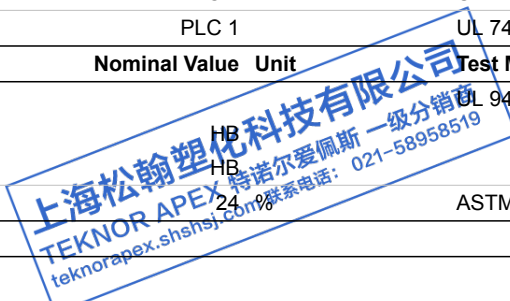 PLC 1 UL 74
Nominal Value Unit Test M
UL 94
HB
HB
24 % ASTM
上海松翰塑化科技有限公司
TEKNOR APEX 特诺尔爱佩斯 一级分销商
teknorapex.shshsj.com 联系电话：021-58958519